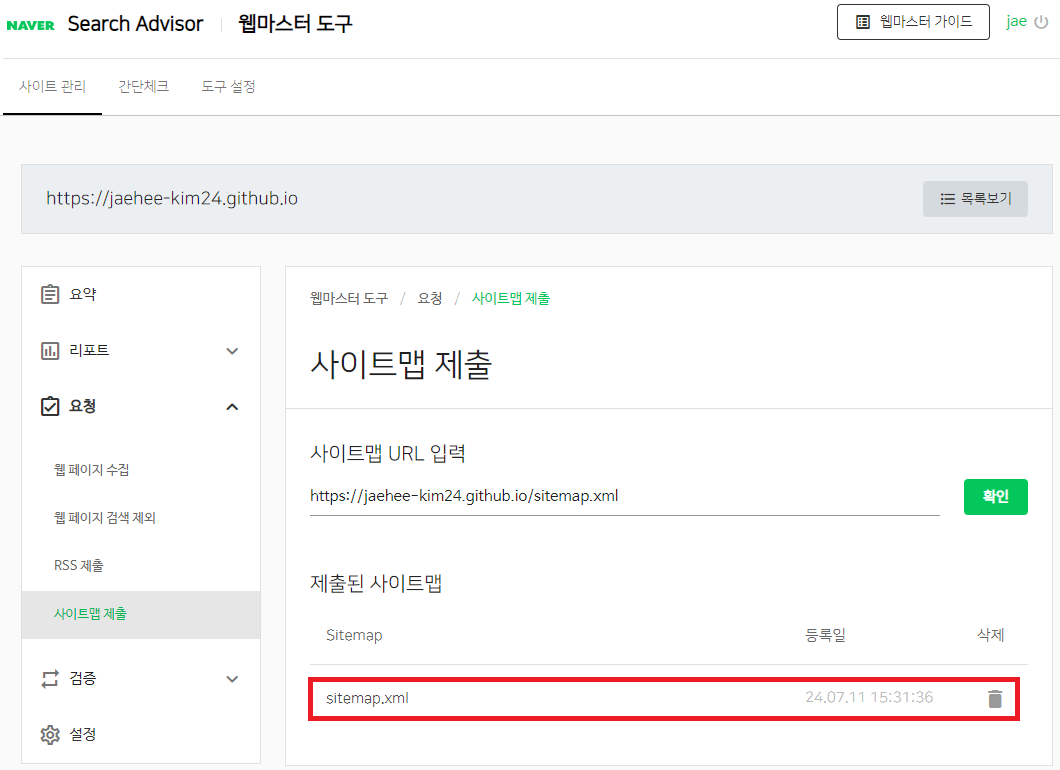 NAVER Search Advisor 웹마스터 도구
웹마스터 가이드 jae
사이트 관리 간단체크 도구 설정
https://jaehee-kim24.github.io
목록보기
요약
리포트
요청
웹 페이지 수집
웹 페이지 검색 제외
RSS 제출
사이트맵 제출
검증
설정
웹마스터 도구 / 요청 / 사이트맵 제출
사이트맵 제출
사이트맵 URL 입력
https://jaehee-kim24.github.io/sitemap.xml
확인
제출된 사이트맵
Sitemap 등록일 삭제
sitemap.xml 24.07.11 15:31:36